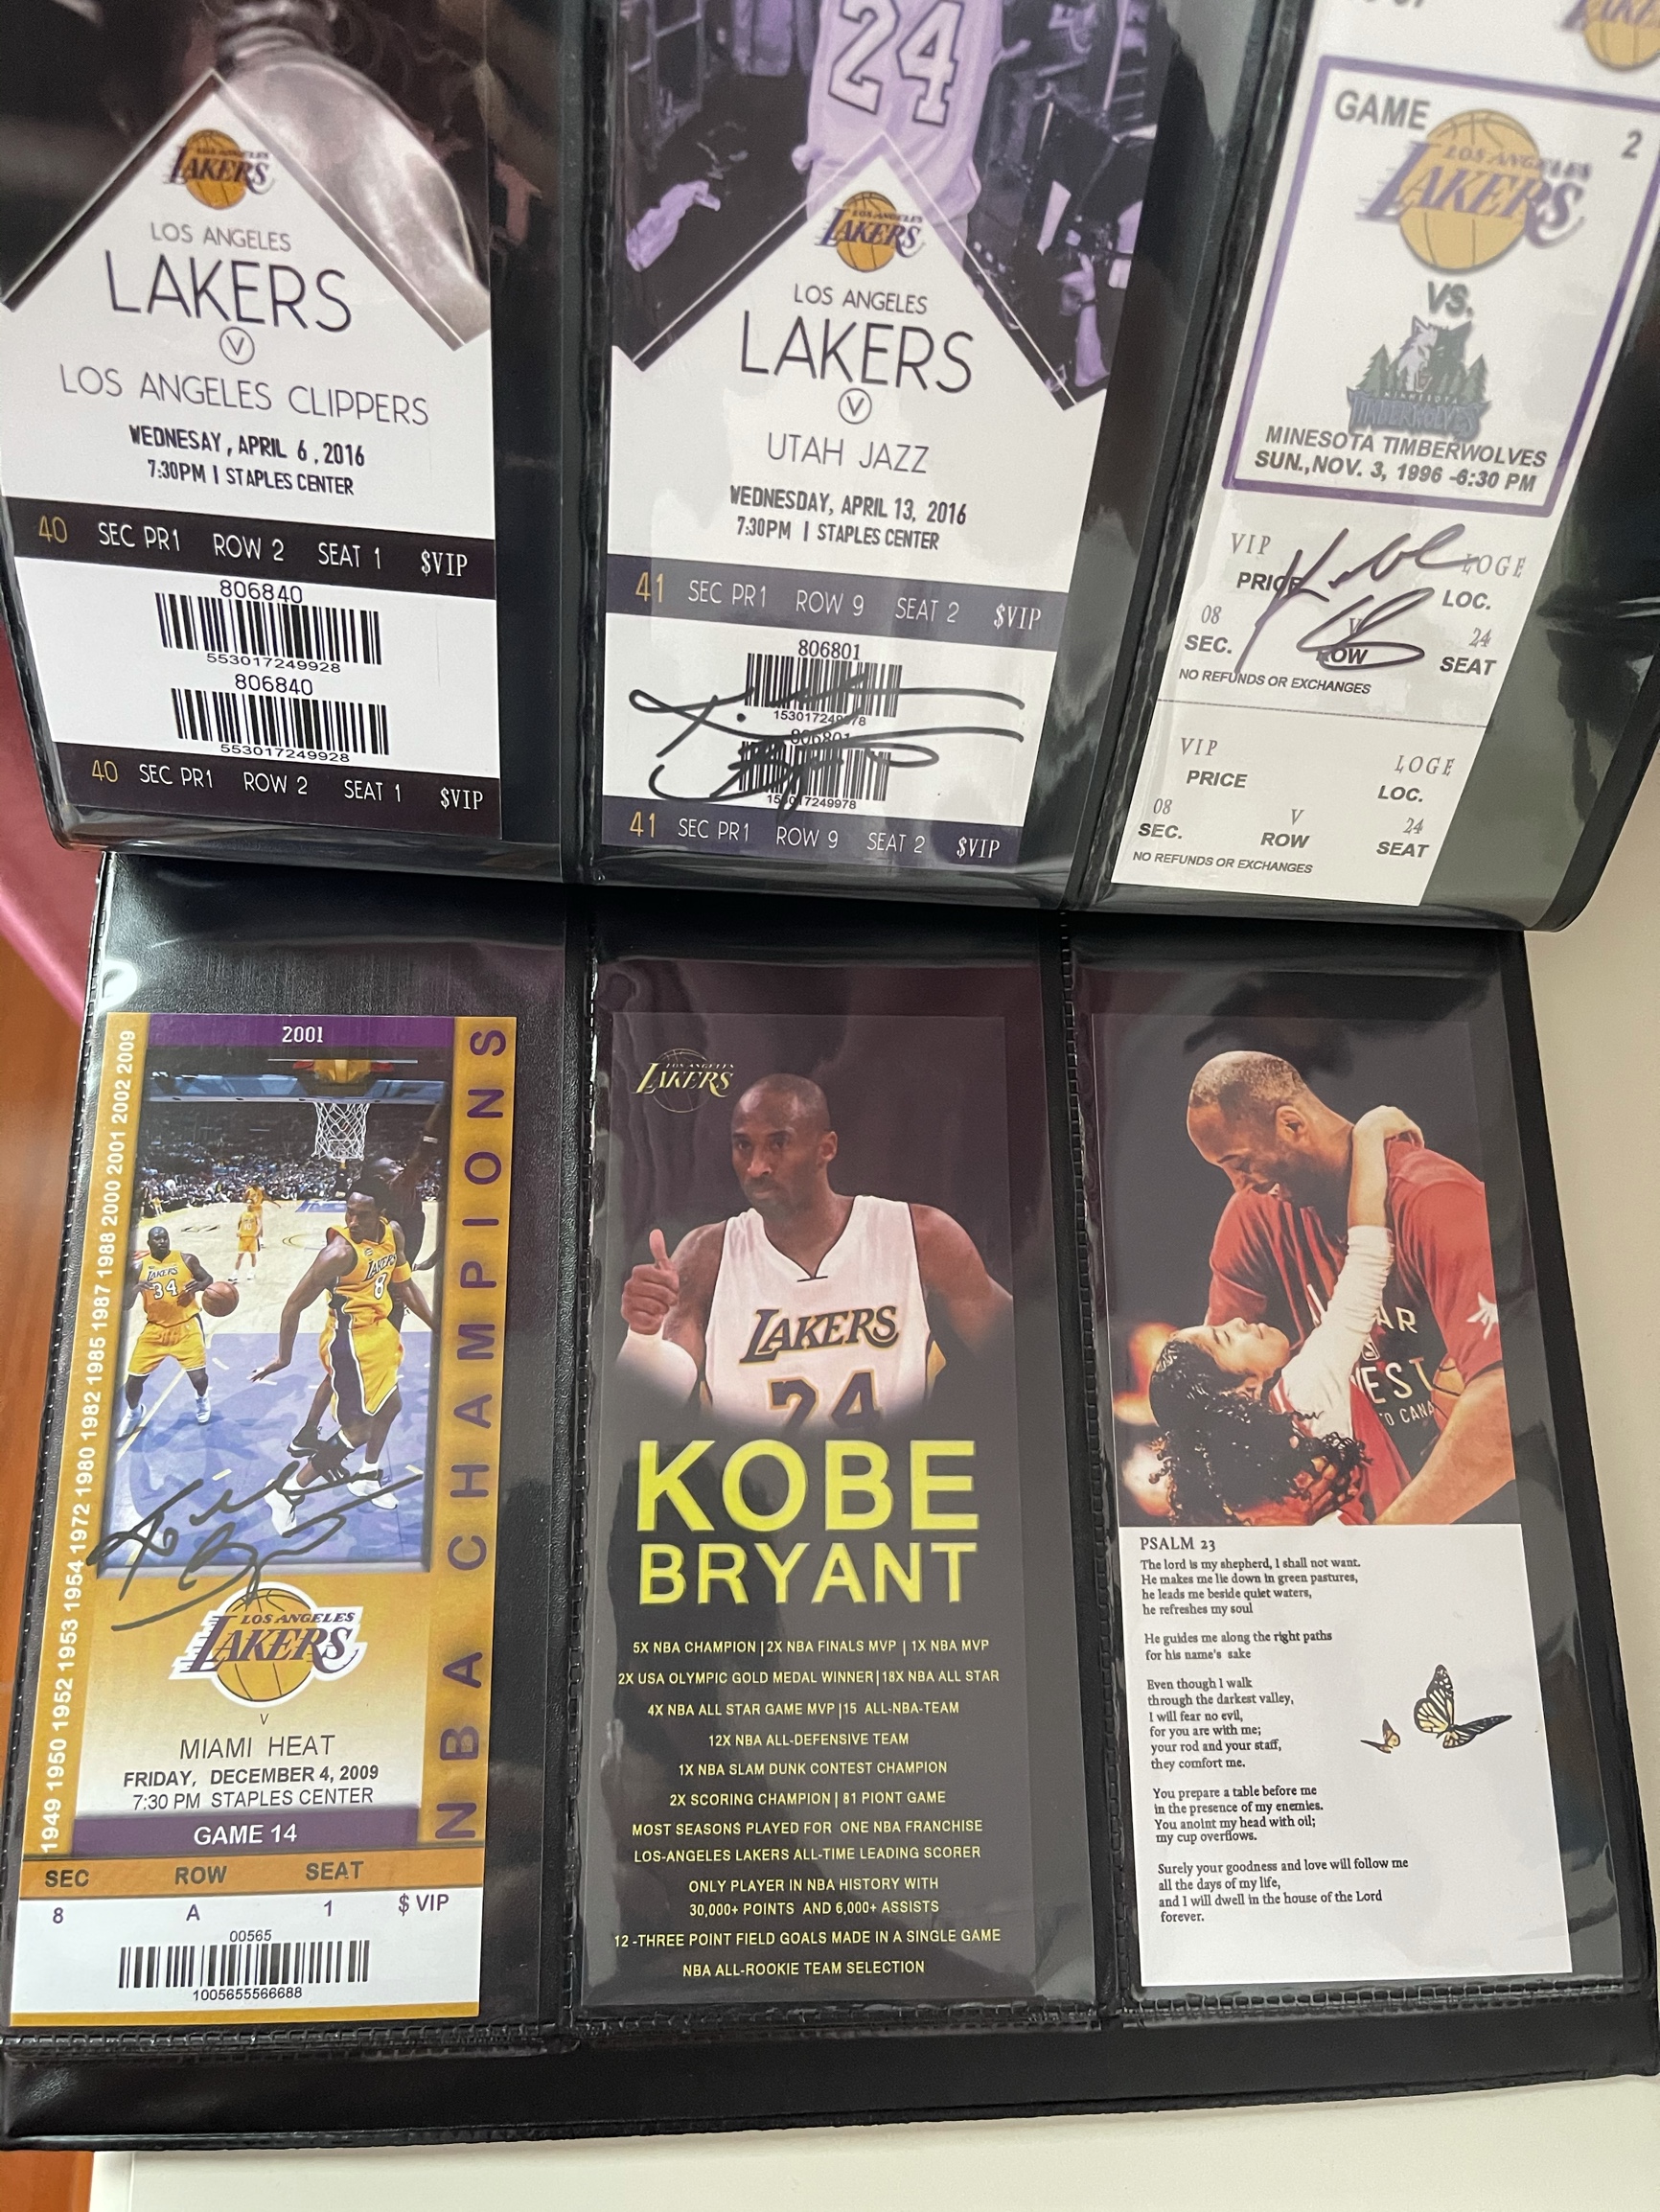 LOS ANGELES
LAKERS
LOS ANGELES
LAKERS
V
LOS ANGELES CLIPPERS
WEDNESAY, APRIL 6, 2016
7:30PM | STAPLES CENTER
40 SEC PR1 ROW 2 SEAT 1 $VIP
806840
553017249928
806840
553017249928
40 SEC PR1 ROW 2 SEAT 1 $VIP
24
LOS ANGELES
LAKERS
LOS ANGELES
LAKERS
V
UTAH JAZZ
WEDNESDAY, APRIL 13, 2016
7:30PM | STAPLES CENTER
41 SEC PR1 ROW 9 SEAT 2 $VIP
806801
153017249978
806801
153017249978
41 SEC PR1 ROW 9 SEAT 2 $VIP
GAME 2
LOS ANGELES
LAKERS
VS.
MINNESOTA
TIMBERWOLVES
MINESOTA TIMBERWOLVES
SUN.,NOV. 3, 1996 -6:30 PM
VIP LOGE
PRICE LOC.
08 V 24
SEC. ROW SEAT
NO REFUNDS OR EXCHANGES
VIP LOGE
PRICE LOC.
08 V 24
SEC. ROW SEAT
NO REFUNDS OR EXCHANGES
2001
1949 1950 1952 1953 1954 1972 1980 1982 1985 1987 1988 2000 2001 2002 2009
NBA CHAMPIONS
LAKERS
34
LAKERS
8
Kobe Bryant
LOS ANGELES
LAKERS
V
MIAMI HEAT
FRIDAY, DECEMBER 4, 2009
7:30 PM STAPLES CENTER
GAME 14
SEC ROW SEAT
8 A 1 $ VIP
00565
1005655566688
LOS ANGELES
LAKERS
LAKERS
24
KOBE
BRYANT
5X NBA CHAMPION | 2X NBA FINALS MVP | 1X NBA MVP
2X USA OLYMPIC GOLD MEDAL WINNER | 18X NBA ALL STAR
4X NBA ALL STAR GAME MVP | 15 ALL-NBA-TEAM
12X NBA ALL-DEFENSIVE TEAM
1X NBA SLAM DUNK CONTEST CHAMPION
2X SCORING CHAMPION | 81 PIONT GAME
MOST SEASONS PLAYED FOR ONE NBA FRANCHISE
LOS-ANGELES LAKERS ALL-TIME LEADING SCORER
ONLY PLAYER IN NBA HISTORY WITH
30,000+ POINTS AND 6,000+ ASSISTS
12 -THREE POINT FIELD GOALS MADE IN A SINGLE GAME
NBA ALL-ROOKIE TEAM SELECTION
PSALM 23
The lord is my shepherd, I shall not want.
He makes me lie down in green pastures,
he leads me beside quiet waters,
he refreshes my soul
He guides me along the right paths
for his name's sake
Even though I walk
through the darkest valley,
I will fear no evil,
for you are with me;
your rod and your staff,
they comfort me.
You prepare a table before me
in the presence of my enemies.
You anoint my head with oil;
my cup overflows.
Surely your goodness and love will follow me
all the days of my life,
and I will dwell in the house of the Lord
forever.